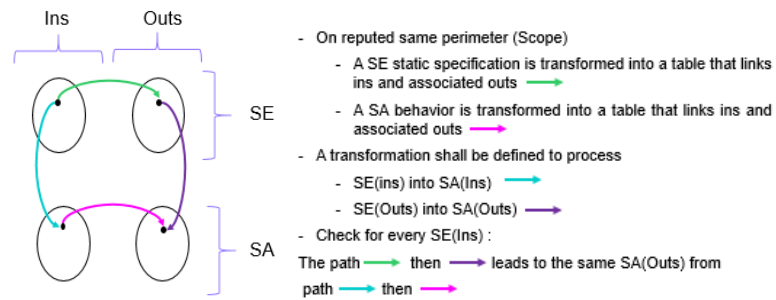 Ins Outs
- On reputed same perimeter (Scope)
- A SE static specification is transformed into a table that links
ins and associated outs
SE
- A SA behavior is transformed into a table that links ins and
associated outs
- A transformation shall be defined to process
- SE(ins) into SA(Ins)
- SE(Outs) into SA(Outs)
SA
- Check for every SE(Ins) :
The path then leads to the same SA(Outs) from
path then